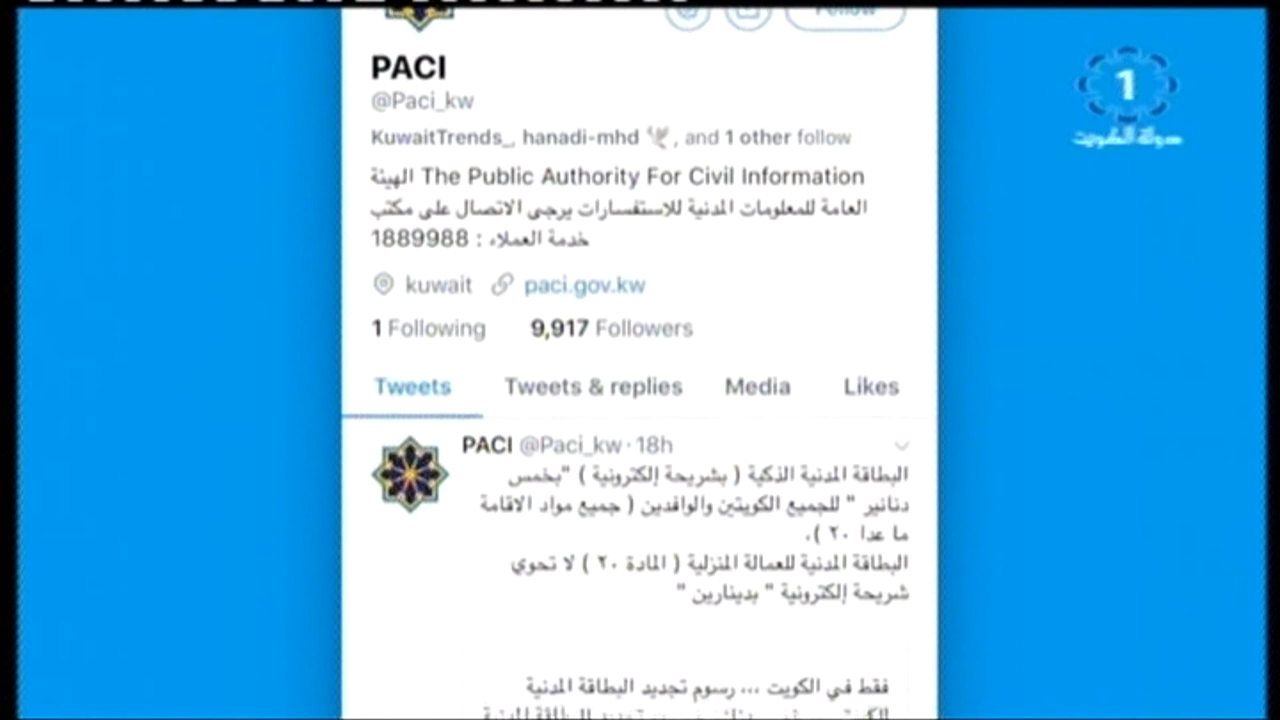 Follow
PACI
@Paci_kw
KuwaitTrends_, hanadi-mhd 🕊, and 1 other follow
الهيئة The Public Authority For Civil Information
العامة للمعلومات المدنية للاستفسارات يرجى الاتصال على مكتب
خدمة العملاء : 1889988
kuwait paci.gov.kw
1 Following 9,917 Followers
Tweets Tweets & replies Media Likes
PACI @Paci_kw · 18h
البطاقة المدنية الذكية ( بشريحة إلكترونية ) "بخمس
دنانير " للجميع الكويتين والوافدين ( جميع مواد الاقامة
ما عدا ٢٠ ).
البطاقة المدنية للعمالة المنزلية ( المادة ٢٠ ) لا تحوي
شريحة إلكترونية " بدينارين "
فقط في الكويت ... رسوم تجديد البطاقة المدنية
1
دولة الكويت